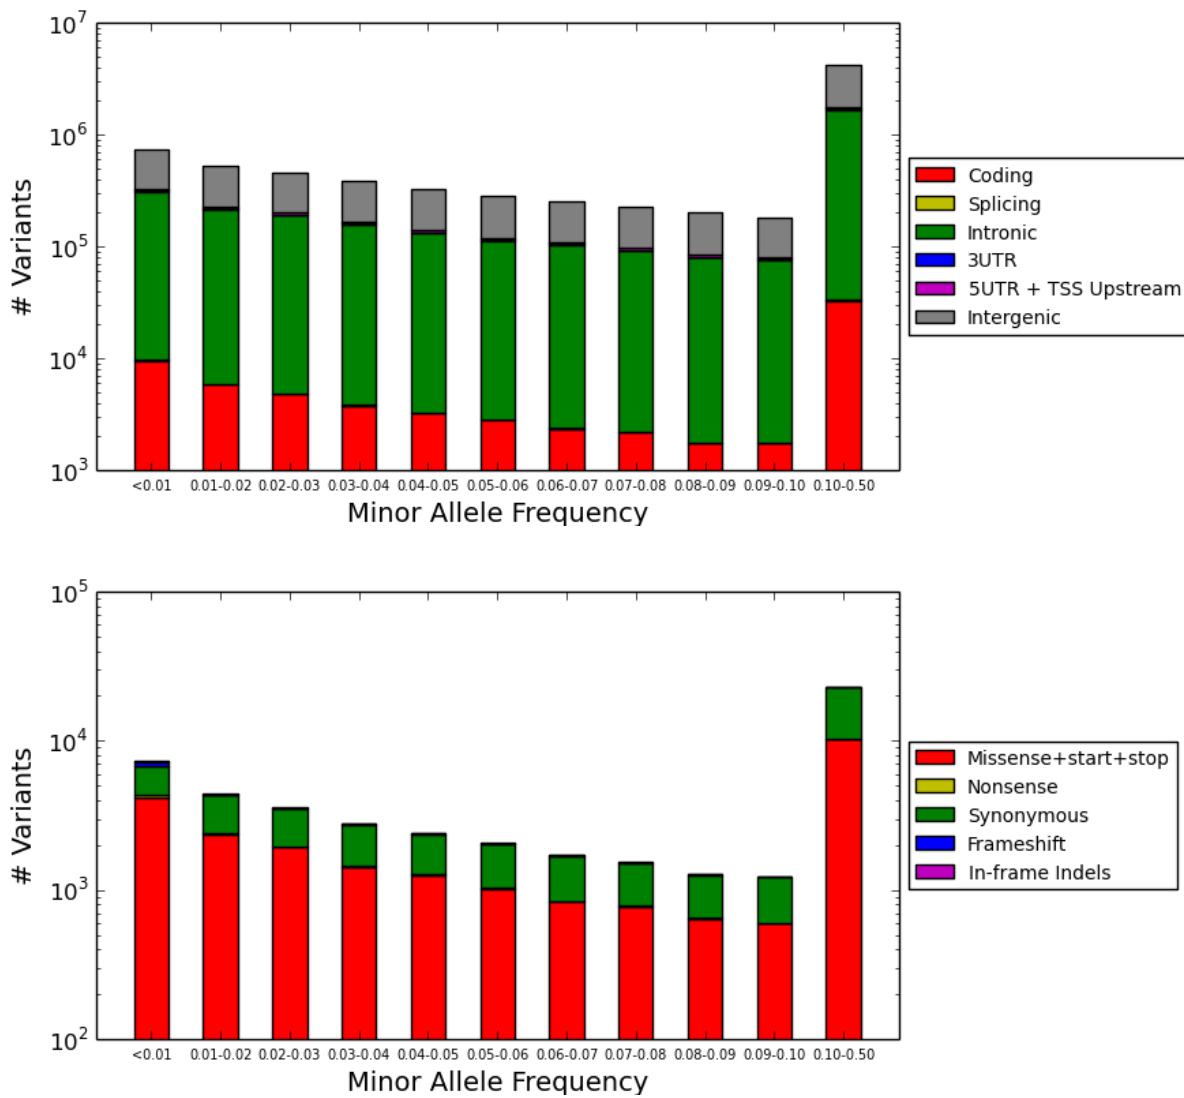 10^7
10^6
10^5
10^4
10^3
# Variants
<0.01 0.01-0.02 0.02-0.03 0.03-0.04 0.04-0.05 0.05-0.06 0.06-0.07 0.07-0.08 0.08-0.09 0.09-0.10 0.10-0.50
Minor Allele Frequency
Coding
Splicing
Intronic
3UTR
5UTR + TSS Upstream
Intergenic
10^5
10^4
10^3
10^2
# Variants
<0.01 0.01-0.02 0.02-0.03 0.03-0.04 0.04-0.05 0.05-0.06 0.06-0.07 0.07-0.08 0.08-0.09 0.09-0.10 0.10-0.50
Minor Allele Frequency
Missense+start+stop
Nonsense
Synonymous
Frameshift
In-frame Indels